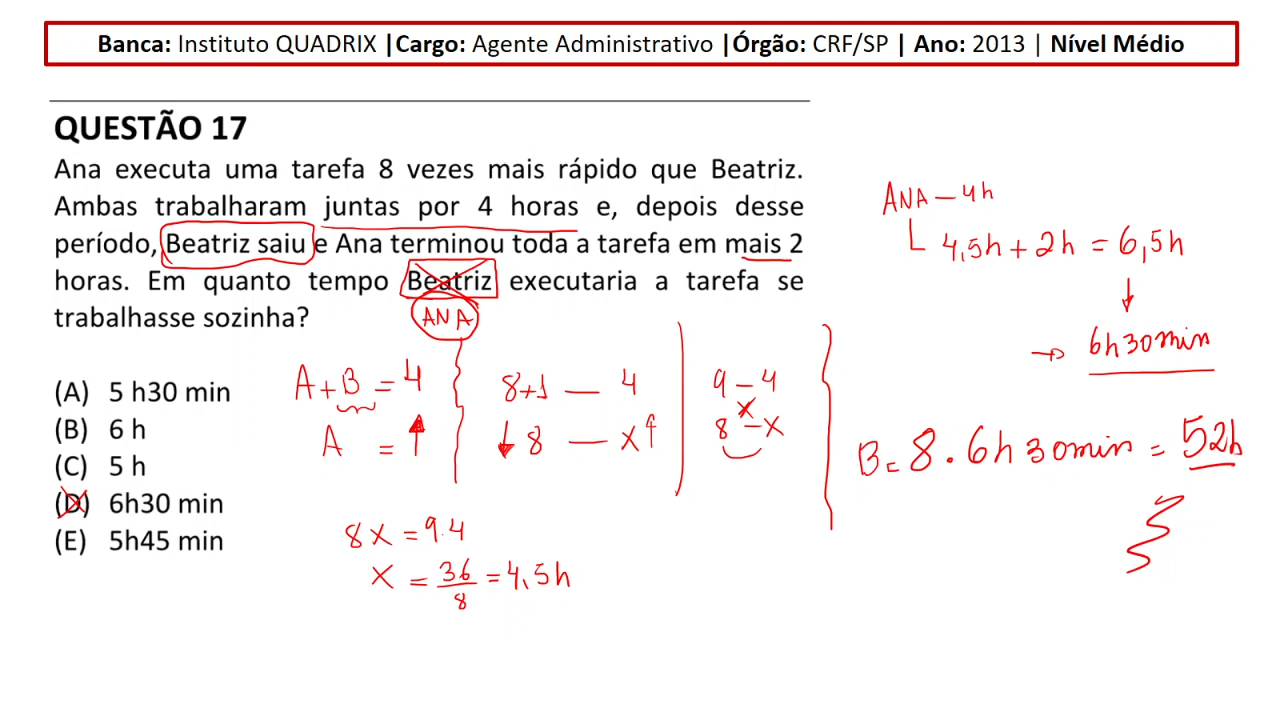 Banca: Instituto QUADRIX |Cargo: Agente Administrativo |Órgão: CRF/SP | Ano: 2013 | Nível Médio
QUESTÃO 17
Ana executa uma tarefa 8 vezes mais rápido que Beatriz.
Ambas trabalharam juntas por 4 horas e, depois desse
período, Beatriz saiu e Ana terminou toda a tarefa em mais 2
horas. Em quanto tempo Beatriz executaria a tarefa se
trabalhasse sozinha?
ANA
(A) 5 h30 min
(B) 6 h
(C) 5 h
(D) 6h30 min
(E) 5h45 min
A+B = 4
A = ↑
8+1 — 4
↓ 8 — x↑
9 – 4
x
8 – x
8x = 9.4
x = 36/8 = 4,5h
ANA – 4h
4,5h + 2h = 6,5h
↓
→ 6h30min
B = 8 . 6h30min = 52h